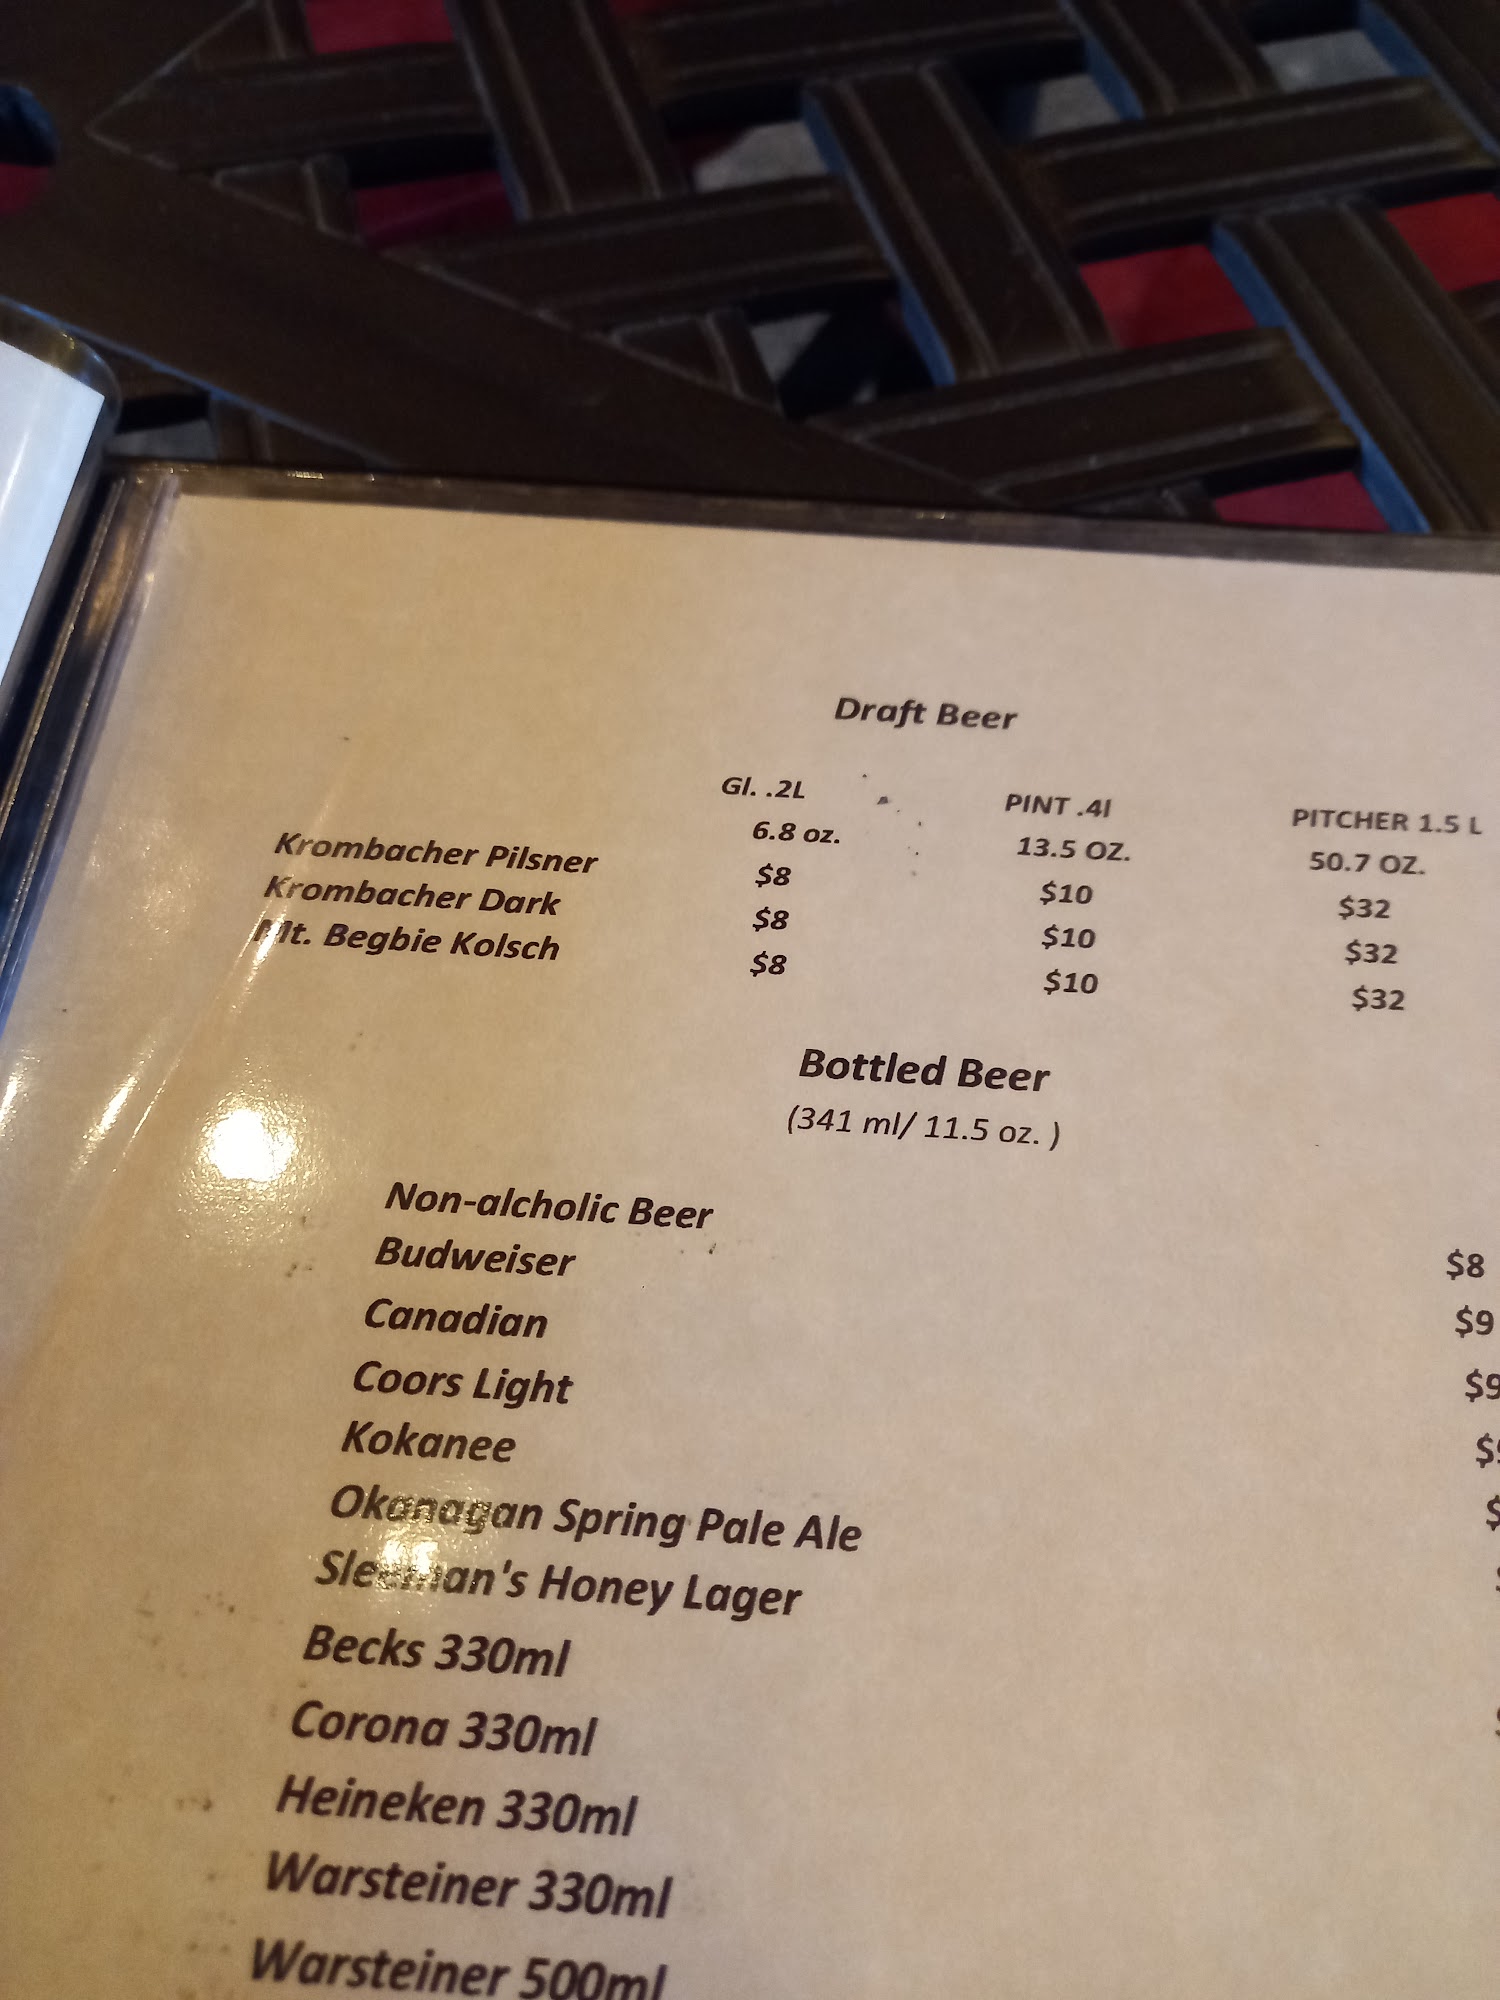 Draft Beer
Gl. .2L PINT .4l PITCHER 1.5 L
6.8 oz. 13.5 OZ. 50.7 OZ.
Krombacher Pilsner $8 $10 $32
Krombacher Dark $8 $10 $32
Mt. Begbie Kolsch $8 $10 $32
Bottled Beer
(341 ml/ 11.5 oz. )
Non-alcholic Beer $8
Budweiser $9
Canadian $9
Coors Light
Kokanee
Okanagan Spring Pale Ale
Sleeman's Honey Lager
Becks 330ml
Corona 330ml
Heineken 330ml
Warsteiner 330ml
Warsteiner 500ml